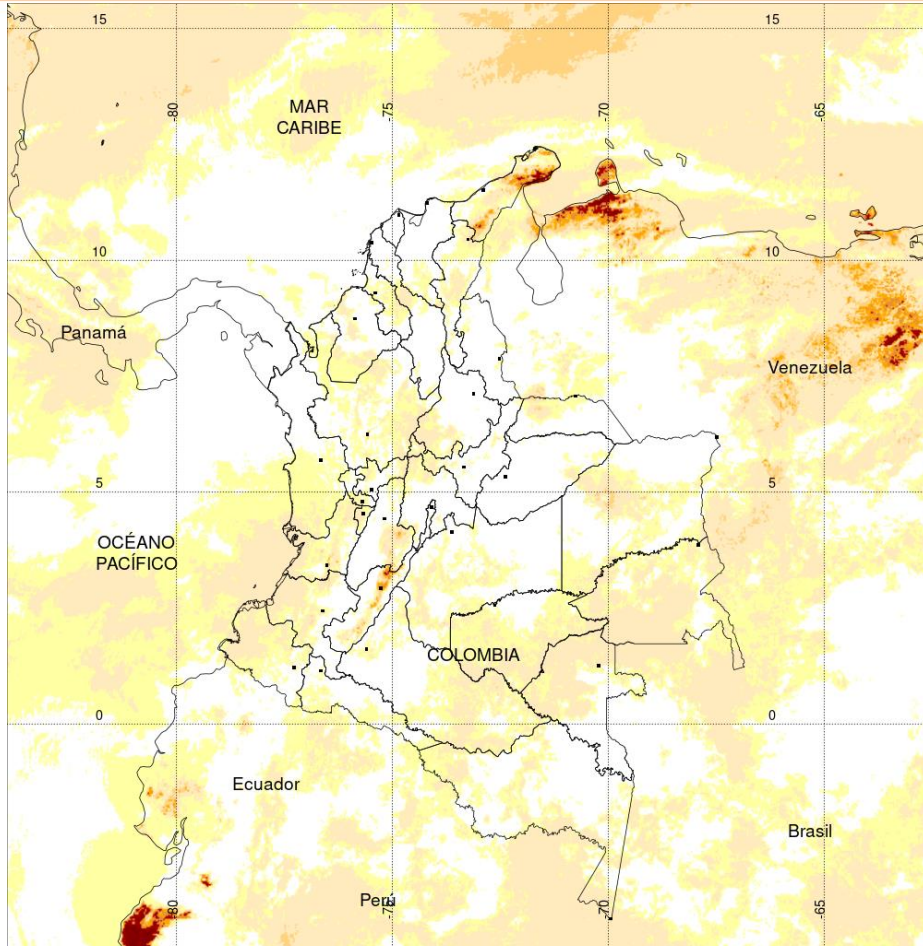 15
15
-80
-75
-70
-65
MAR
CARIBE
10
10
Panamá
Venezuela
5
5
OCÉANO
PACÍFICO
COLOMBIA
0
0
Ecuador
Brasil
Perú
-80
-75
-70
-65